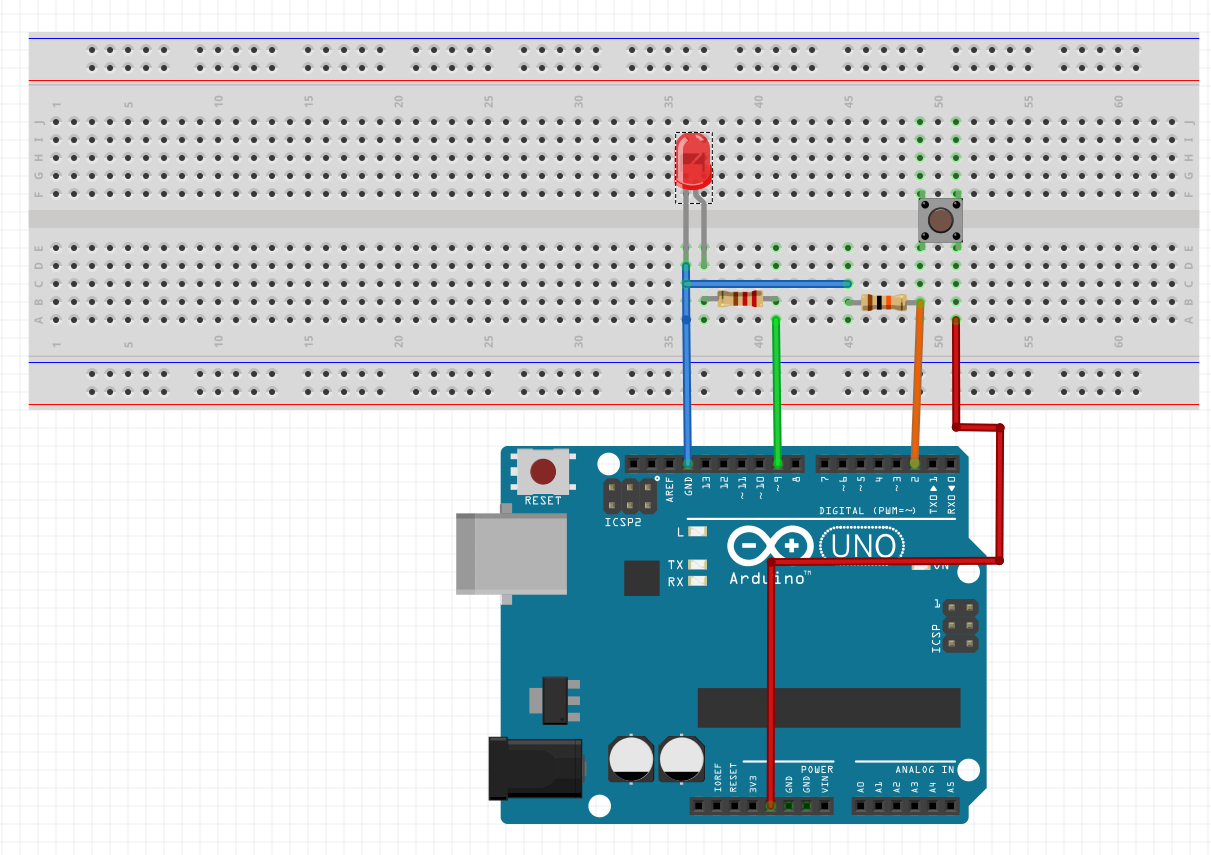 1 5 10 15 20 25 30 35 40 45 50 55 60
J J
I I
H H
G G
F F
E E
D D
C C
B B
A A
1 5 10 15 20 25 30 35 40 45 50 55 60
RESET
ICSP2
AREF GND 13 12 ~11 ~10 ~9 8 7 ~6 ~5 4 ~3 2 TX0▶1 RX0◀0
DIGITAL (PWM=~)
L
TX
RX
UNO
Arduino™
ON
1
ICSP
POWER
ANALOG IN
IOREF RESET 3V3 GND GND VIN A0 A1 A2 A3 A4 A5